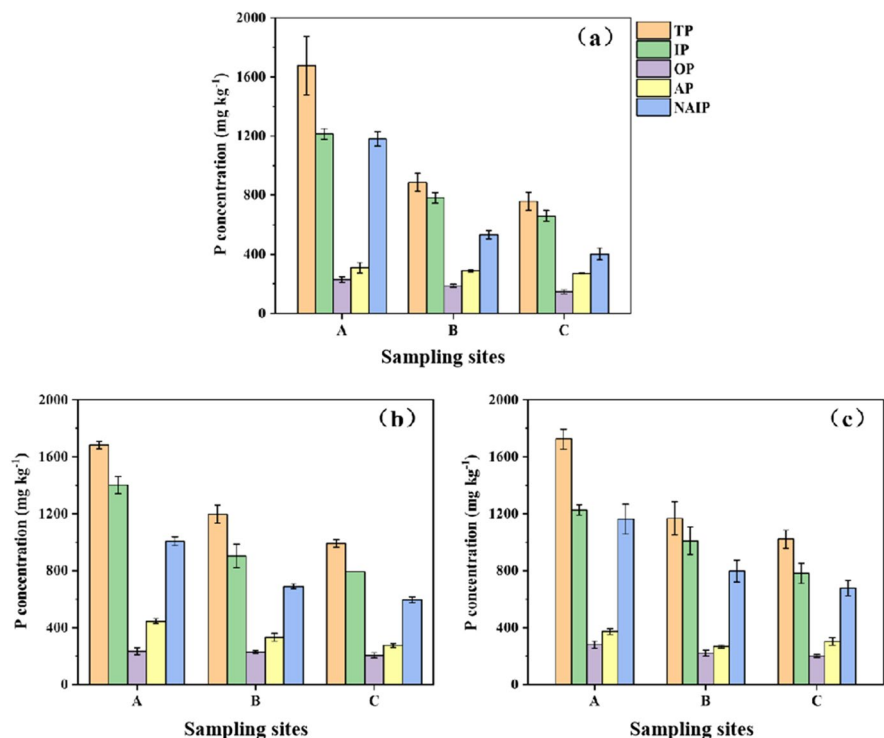 (a)
TP
IP
OP
AP
NAIP
P concentration (mg kg⁻¹)
2000
1600
1200
800
400
0
A B C
Sampling sites
(b)
P concentration (mg kg⁻¹)
2000
1600
1200
800
400
0
A B C
Sampling sites
(c)
P concentration (mg kg⁻¹)
2000
1600
1200
800
400
0
A B C
Sampling sites